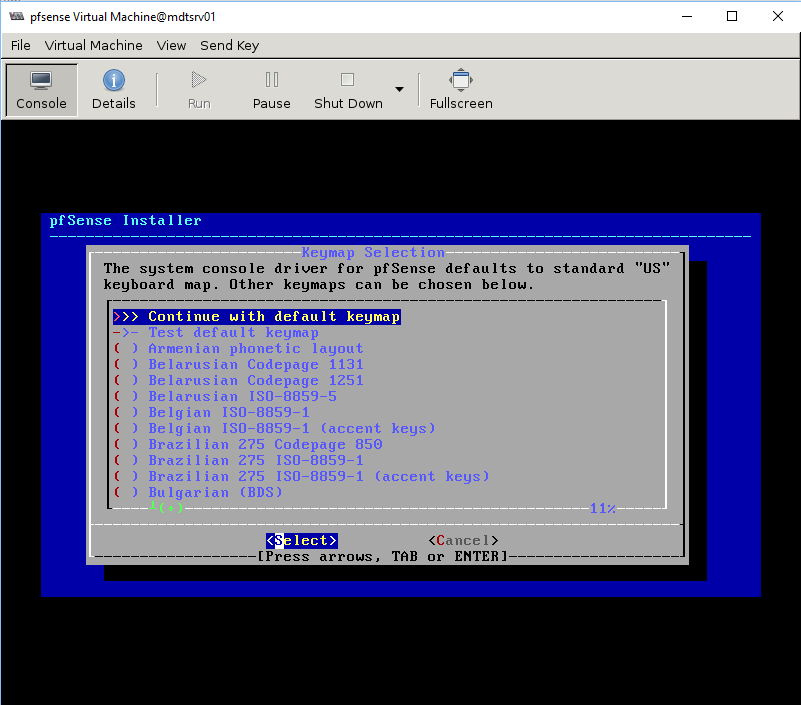 pfsense Virtual Machine@mdtsrv01
File Virtual Machine View Send Key
Console Details Run Pause Shut Down Fullscreen
pfSense Installer
Keymap Selection
The system console driver for pfSense defaults to standard "US"
keyboard map. Other keymaps can be chosen below.
>>> Continue with default keymap
->- Test default keymap
( ) Armenian phonetic layout
( ) Belarusian Codepage 1131
( ) Belarusian Codepage 1251
( ) Belarusian ISO-8859-5
( ) Belgian ISO-8859-1
( ) Belgian ISO-8859-1 (accent keys)
( ) Brazilian 275 Codepage 850
( ) Brazilian 275 ISO-8859-1
( ) Brazilian 275 ISO-8859-1 (accent keys)
( ) Bulgarian (BDS)
┴(+) 11%
<Select> <Cancel>
[Press arrows, TAB or ENTER]